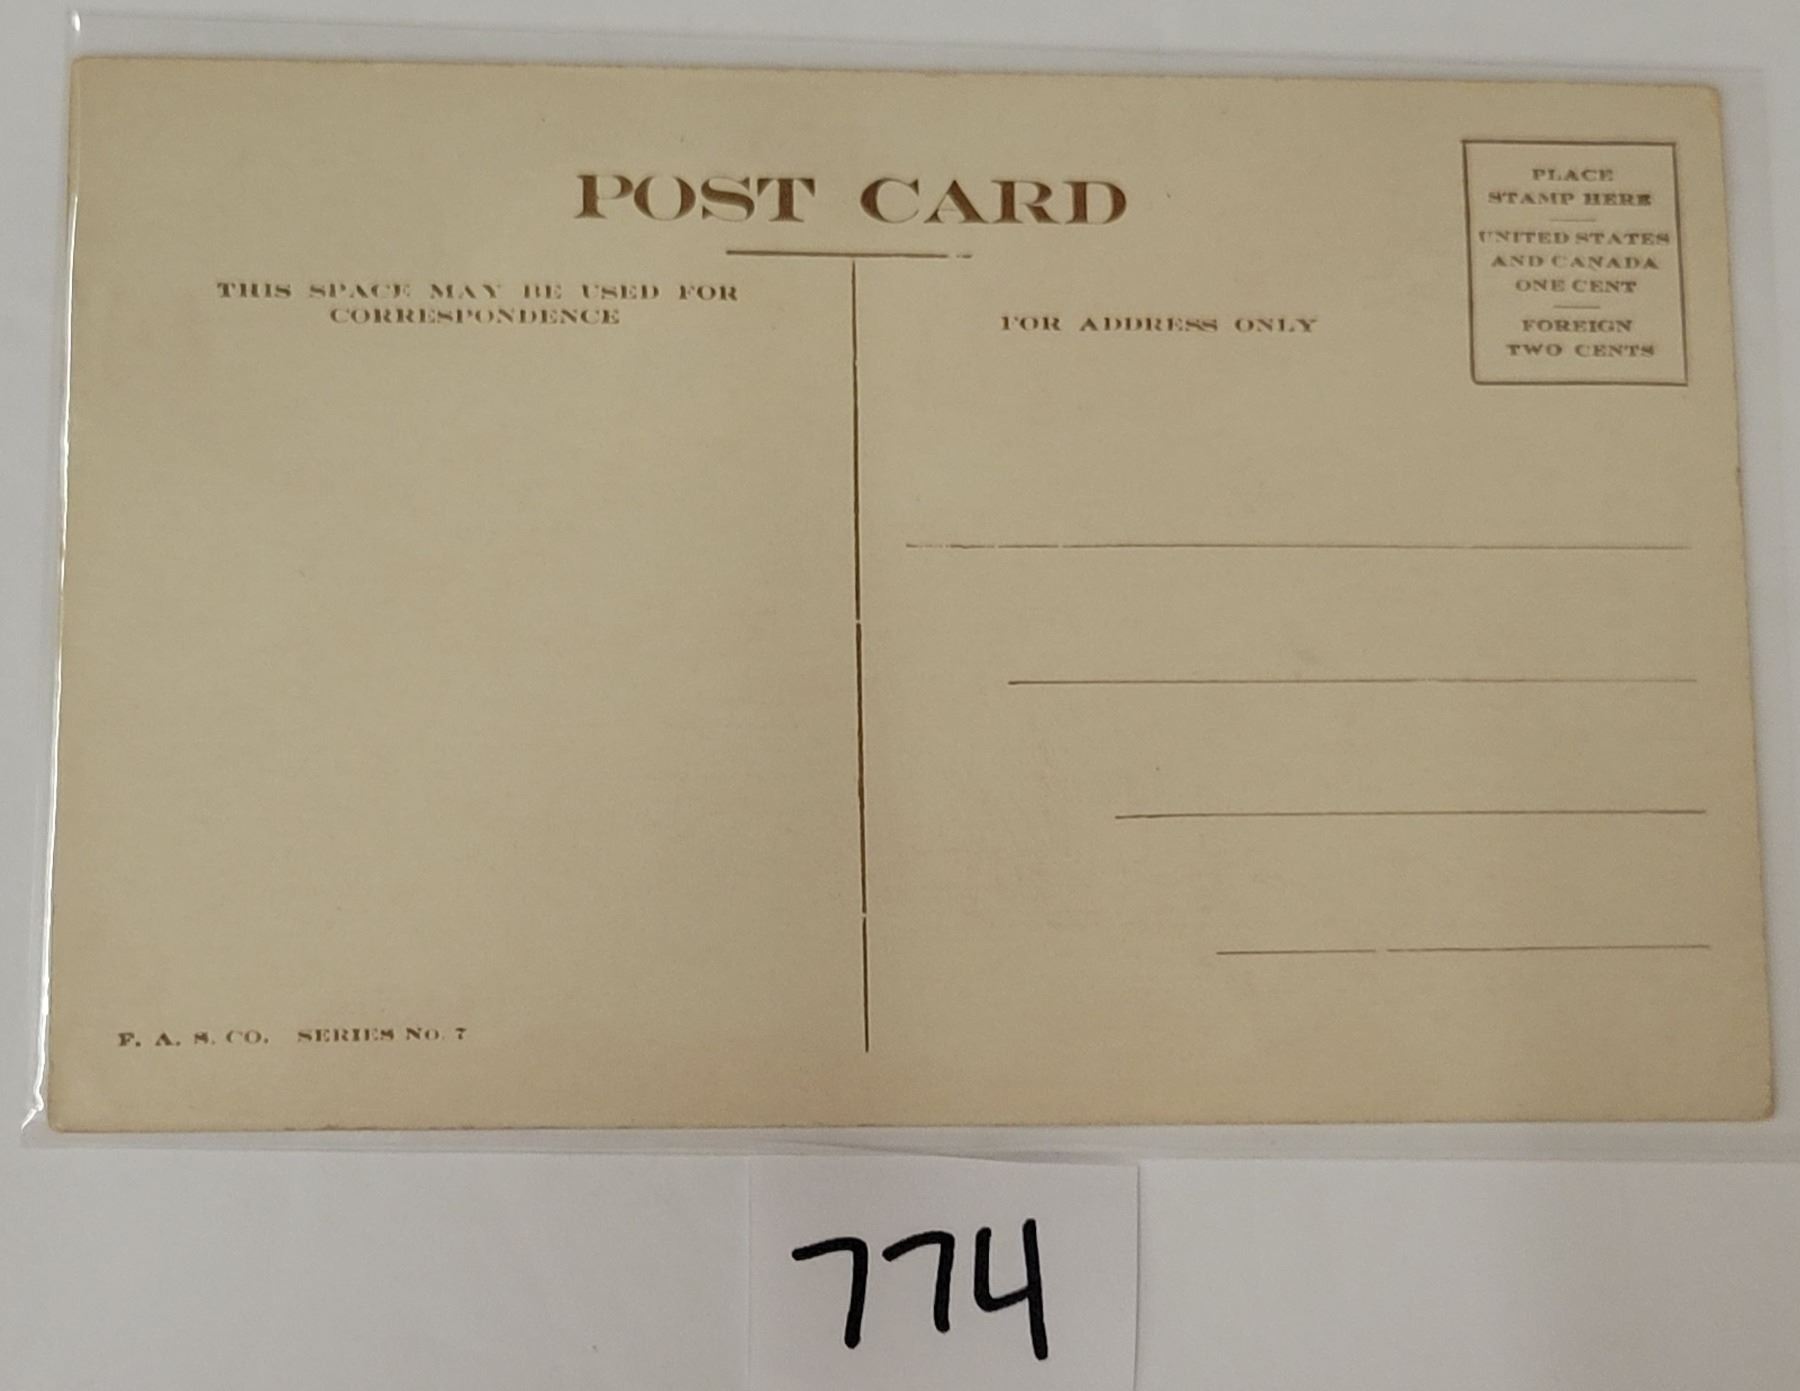 POST CARD
PLACE
STAMP HERE
UNITED STATES
AND CANADA
ONE CENT
FOREIGN
TWO CENTS
THIS SPACE MAY BE USED FOR
CORRESPONDENCE
FOR ADDRESS ONLY
F. A. S. CO. SERIES NO. 7
774